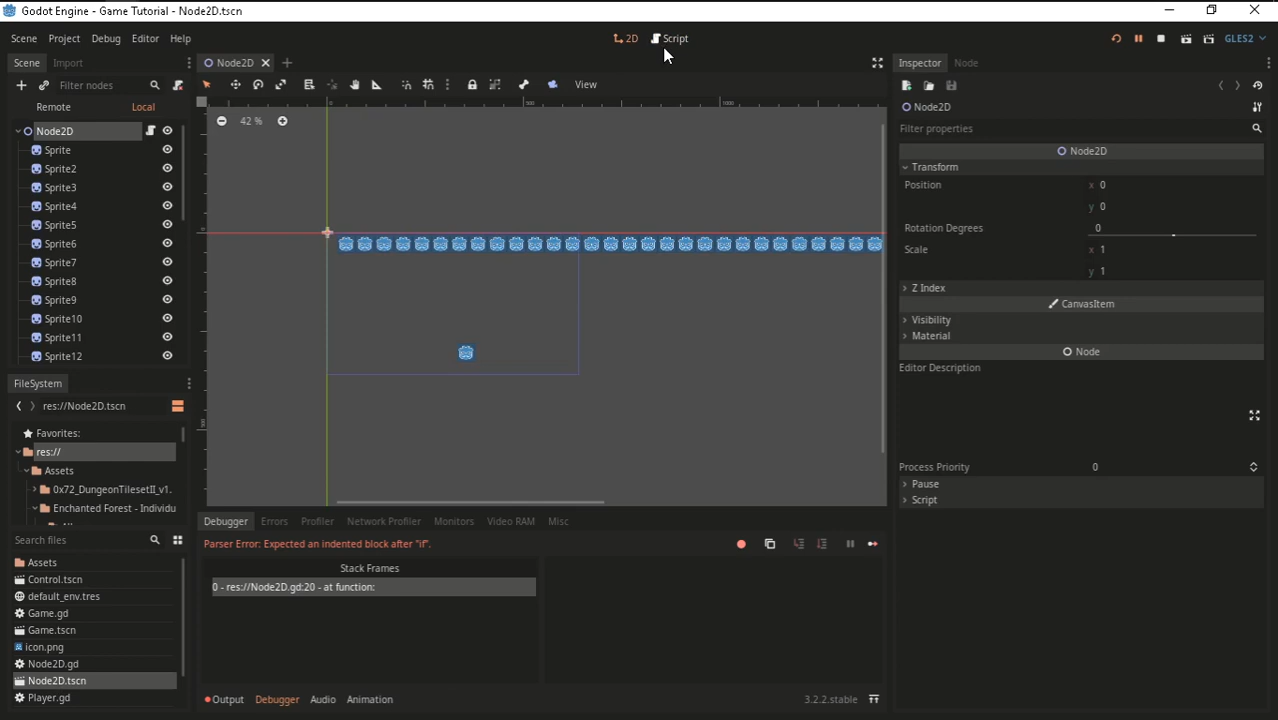 Godot Engine - Game Tutorial - Node2D.tscn
Scene Project Debug Editor Help 2D Script GLES2
Scene Import
Filter nodes
Remote Local
Node2D
Sprite
Sprite2
Sprite3
Sprite4
Sprite5
Sprite6
Sprite7
Sprite8
Sprite9
Sprite10
Sprite11
Sprite12
FileSystem
res://Node2D.tscn
Favorites:
res://
Assets
0x72_DungeonTilesetII_v1.
Enchanted Forest - Individu
Search files
Assets
Control.tscn
default_env.tres
Game.gd
Game.tscn
icon.png
Node2D.gd
Node2D.tscn
Player.gd
Node2D
View
0 500 1000
42 %
Debugger Errors Profiler Network Profiler Monitors Video RAM Misc
Parser Error: Expected an indented block after "if".
Stack Frames
0 - res://Node2D.gd:20 - at function:
Output Debugger Audio Animation 3.2.2.stable
Inspector Node
Node2D
Filter properties
Node2D
Transform
Position x 0
y 0
Rotation Degrees 0
Scale x 1
y 1
Z Index
CanvasItem
Visibility
Material
Node
Editor Description
Process Priority 0
Pause
Script